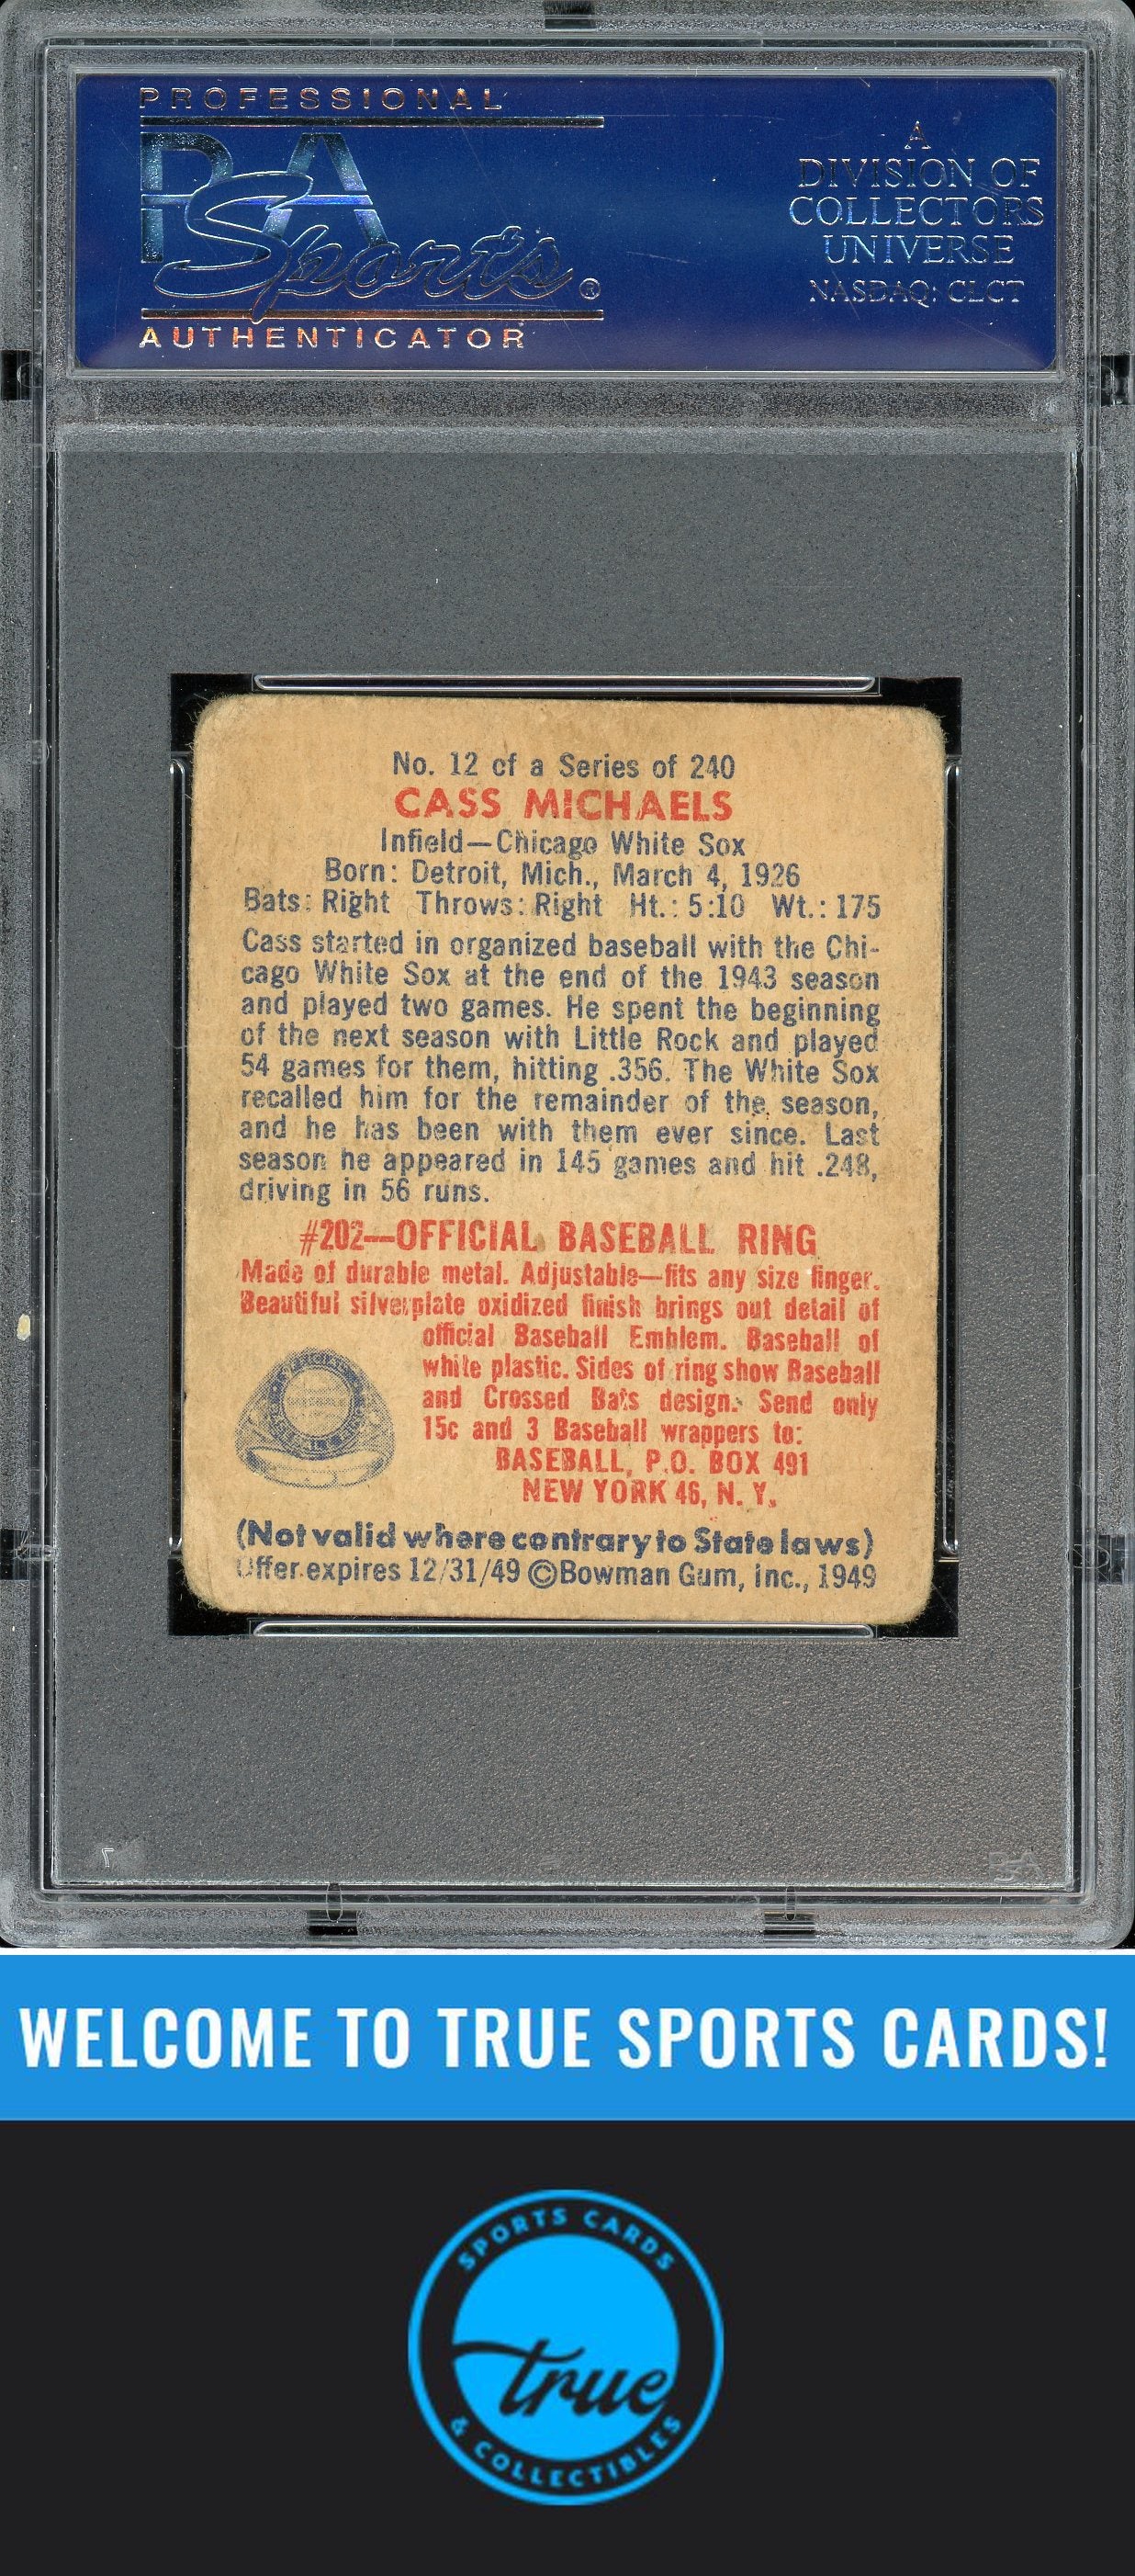 PROFESSIONAL
PSA
Sports®
AUTHENTICATOR
A
DIVISION OF
COLLECTORS
UNIVERSE
NASDAQ: CLCT
No. 12 of a Series of 240
CASS MICHAELS
Infield—Chicago White Sox
Born: Detroit, Mich., March 4, 1926
Bats: Right Throws: Right Ht.: 5:10 Wt.: 175
Cass started in organized baseball with the Chi-
cago White Sox at the end of the 1943 season
and played two games. He spent the beginning
of the next season with Little Rock and played
54 games for them, hitting .356. The White Sox
recalled him for the remainder of the season,
and he has been with them ever since. Last
season he appeared in 145 games and hit .248,
driving in 56 runs.
#202—OFFICIAL BASEBALL RING
Made of durable metal. Adjustable—fits any size finger.
Beautiful silverplate oxidized finish brings out detail of
official Baseball Emblem. Baseball of
white plastic. Sides of ring show Baseball
and Crossed Bats design. Send only
15c and 3 Baseball wrappers to:
BASEBALL, P.O. BOX 491
NEW YORK 46, N. Y.
(Not valid where contrary to State laws)
Offer expires 12/31/49 ©Bowman Gum, Inc., 1949
WELCOME TO TRUE SPORTS CARDS!
SPORTS CARDS
true
& COLLECTIBLES